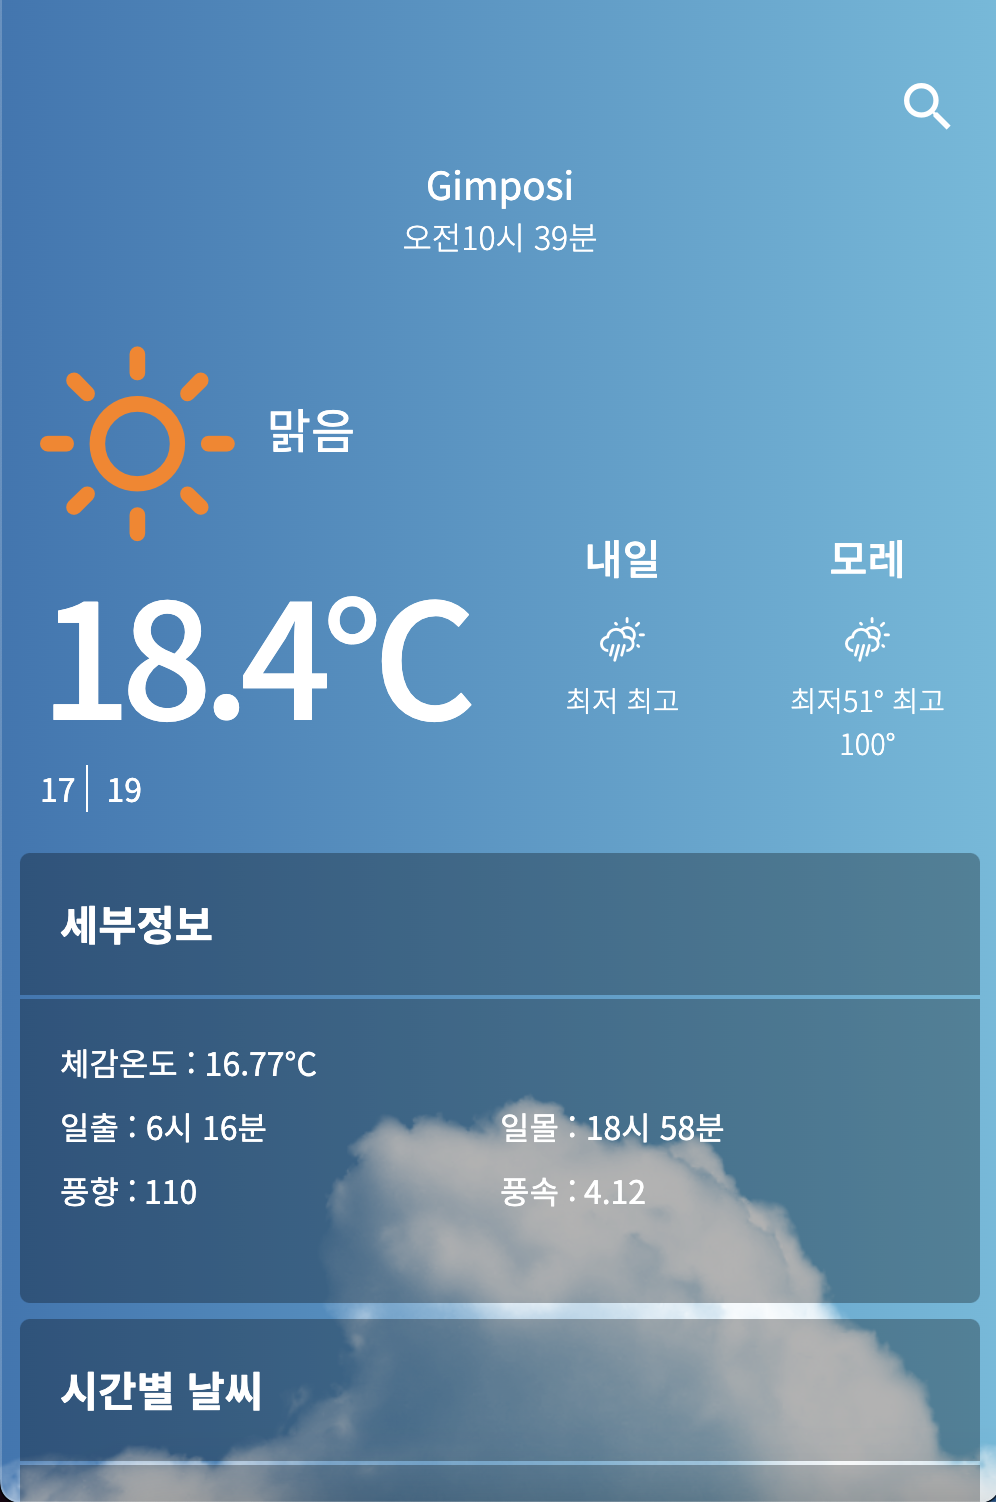 Gimposi
오전10시 39분
맑음
18.4°C
17
19
내일
최저 최고
모레
최저51° 최고
100°
세부정보
체감온도 : 16.77°C
일출 : 6시 16분
일몰 : 18시 58분
풍향 : 110
풍속 : 4.12
시간별 날씨